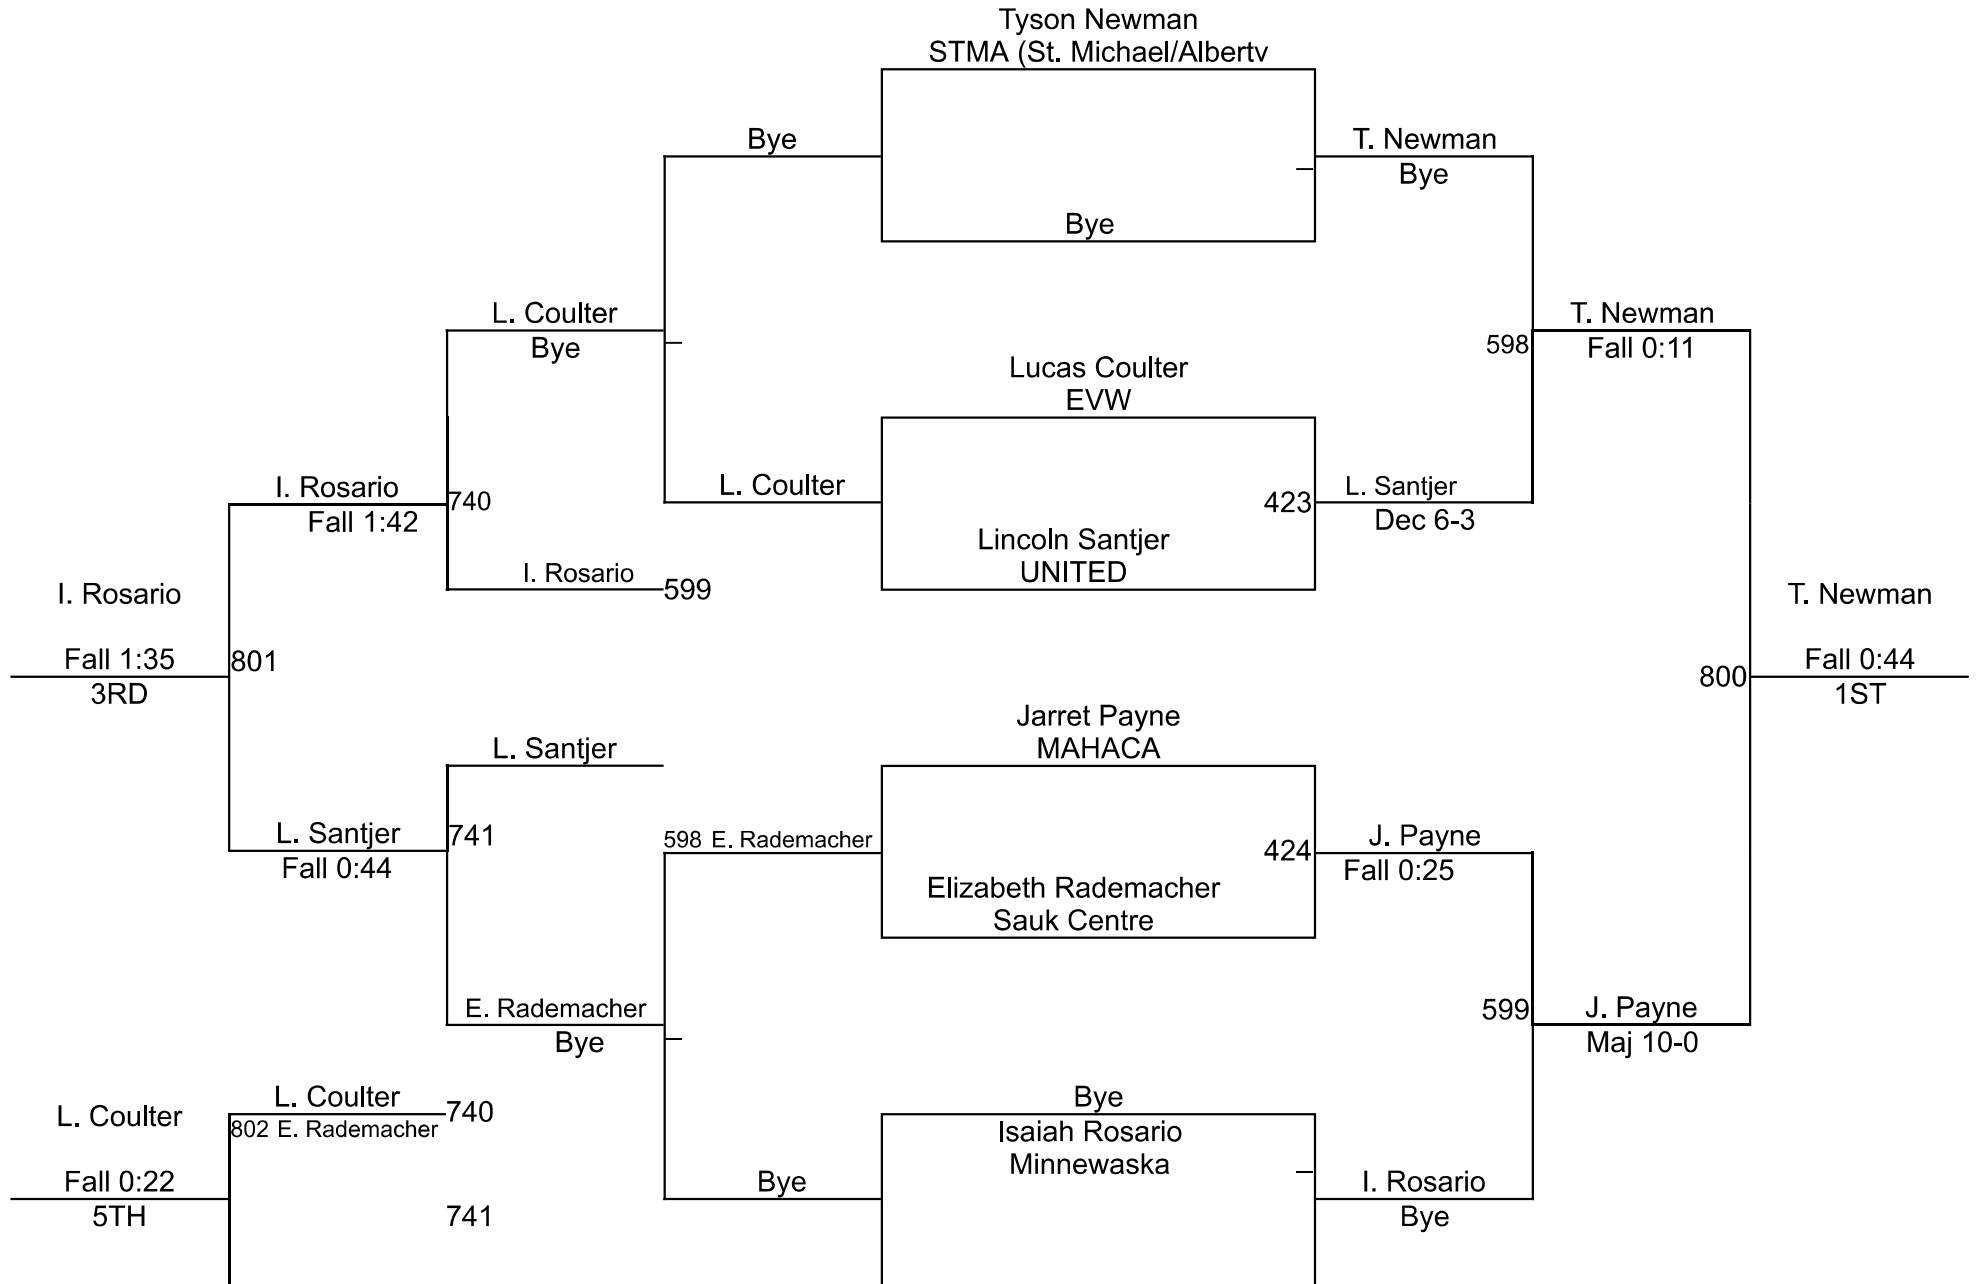 Tyson Newman
STMA (St. Michael/Albertv
Bye
T. Newman
Bye
Bye
L. Coulter
Bye
T. Newman
598
Fall 0:11
Lucas Coulter
EVW
I. Rosario
740
Fall 1:42
L. Coulter
423
L. Santjer
Dec 6-3
Lincoln Santjer
UNITED
I. Rosario
599
I. Rosario
T. Newman
Fall 1:35
801
3RD
800
Fall 0:44
1ST
Jarret Payne
MAHACA
L. Santjer
L. Santjer
741
Fall 0:44
598 E. Rademacher
424
J. Payne
Fall 0:25
Elizabeth Rademacher
Sauk Centre
E. Rademacher
Bye
599
J. Payne
Maj 10-0
L. Coulter
L. Coulter
740
802 E. Rademacher
Bye
Isaiah Rosario
Minnewaska
Fall 0:22
5TH
741
Bye
I. Rosario
Bye